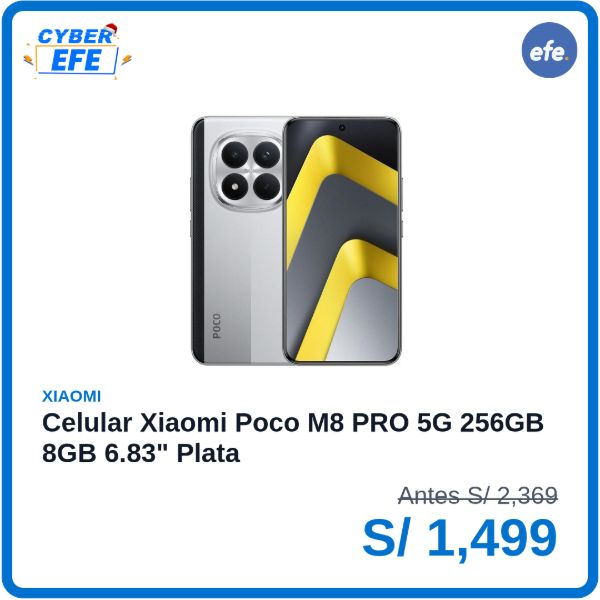 CYBER
EFE
efe.
POCO
XIAOMI
Celular Xiaomi Poco M8 PRO 5G 256GB
8GB 6.83" Plata
Antes S/ 2,369
S/ 1,499